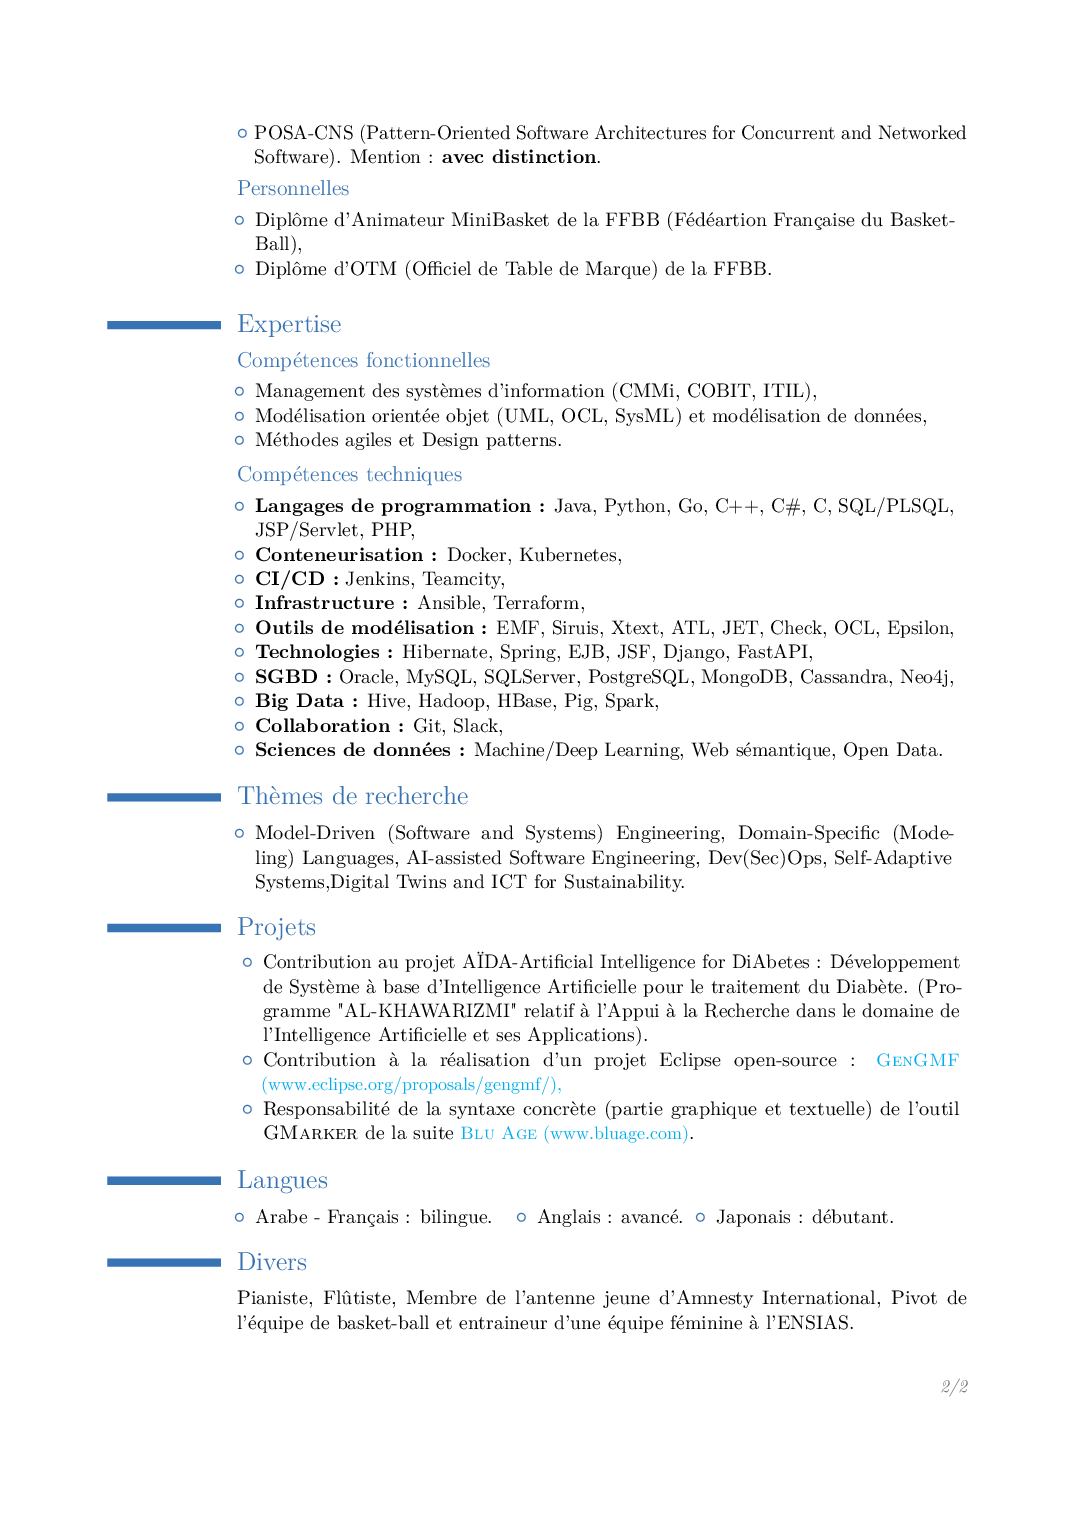 POSA-CNS (Pattern-Oriented Software Architectures for Concurrent and Networked
Software). Mention : avec distinction.
Personnelles
Diplôme d'Animateur MiniBasket de la FFBB (Fédéartion Française du Basket-
Ball),
Diplôme d'OTM (Officiel de Table de Marque) de la FFBB.
Expertise
Compétences fonctionnelles
Management des systèmes d'information (CMMi, COBIT, ITIL),
Modélisation orientée objet (UML, OCL, SysML) et modélisation de données,
Méthodes agiles et Design patterns.
Compétences techniques
Langages de programmation : Java, Python, Go, C++, C#, C, SQL/PLSQL,
JSP/Servlet, PHP,
Conteneurisation : Docker, Kubernetes,
CI/CD : Jenkins, Teamcity,
Infrastructure : Ansible, Terraform,
Outils de modélisation : EMF, Siruis, Xtext, ATL, JET, Check, OCL, Epsilon,
Technologies : Hibernate, Spring, EJB, JSF, Django, FastAPI,
SGBD : Oracle, MySQL, SQLServer, PostgreSQL, MongoDB, Cassandra, Neo4j,
Big Data : Hive, Hadoop, HBase, Pig, Spark,
Collaboration : Git, Slack,
Sciences de données : Machine/Deep Learning, Web sémantique, Open Data.
Thèmes de recherche
Model-Driven (Software and Systems) Engineering, Domain-Specific (Mode-
ling) Languages, AI-assisted Software Engineering, Dev(Sec)Ops, Self-Adaptive
Systems,Digital Twins and ICT for Sustainability.
Projets
Contribution au projet AÏDA-Artificial Intelligence for DiAbetes : Développement
de Système à base d'Intelligence Artificielle pour le traitement du Diabète. (Pro-
gramme "AL-KHAWARIZMI" relatif à l'Appui à la Recherche dans le domaine de
l'Intelligence Artificielle et ses Applications).
Contribution à la réalisation d'un projet Eclipse open-source : GENGMF
(www.eclipse.org/proposals/gengmf/),
Responsabilité de la syntaxe concrète (partie graphique et textuelle) de l'outil
GMARKER de la suite BLU AGE (www.bluage.com).
Langues
Arabe - Français : bilingue. Anglais : avancé. Japonais : débutant.
Divers
Pianiste, Flûtiste, Membre de l'antenne jeune d'Amnesty International, Pivot de
l'équipe de basket-ball et entraineur d'une équipe féminine à l'ENSIAS.
2/2